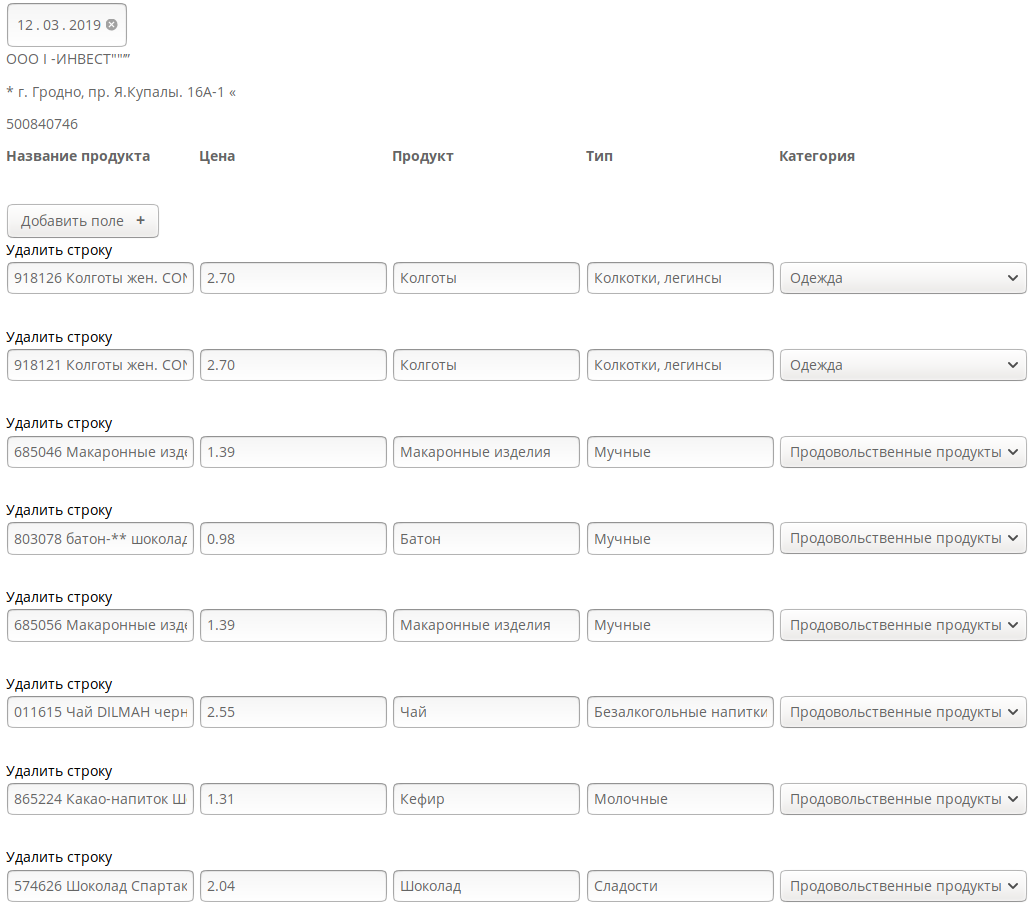 12 . 03 . 2019
ООО I -ИНВЕСТ""”
* г. Гродно, пр. Я.Купалы. 16А-1 «
500840746
Название продукта Цена Продукт Тип Категория
Добавить поле +
Удалить строку
918126 Колготы жен. CON 2.70 Колготы Колкотки, легинсы Одежда
Удалить строку
918121 Колготы жен. CON 2.70 Колготы Колкотки, легинсы Одежда
Удалить строку
685046 Макаронные изде 1.39 Макаронные изделия Мучные Продовольственные продукты
Удалить строку
803078 батон-** шоколад 0.98 Батон Мучные Продовольственные продукты
Удалить строку
685056 Макаронные изде 1.39 Макаронные изделия Мучные Продовольственные продукты
Удалить строку
011615 Чай DILMAH черн 2.55 Чай Безалкогольные напитки Продовольственные продукты
Удалить строку
865224 Какао-напиток Ш 1.31 Кефир Молочные Продовольственные продукты
Удалить строку
574626 Шоколад Спартак 2.04 Шоколад Сладости Продовольственные продукты